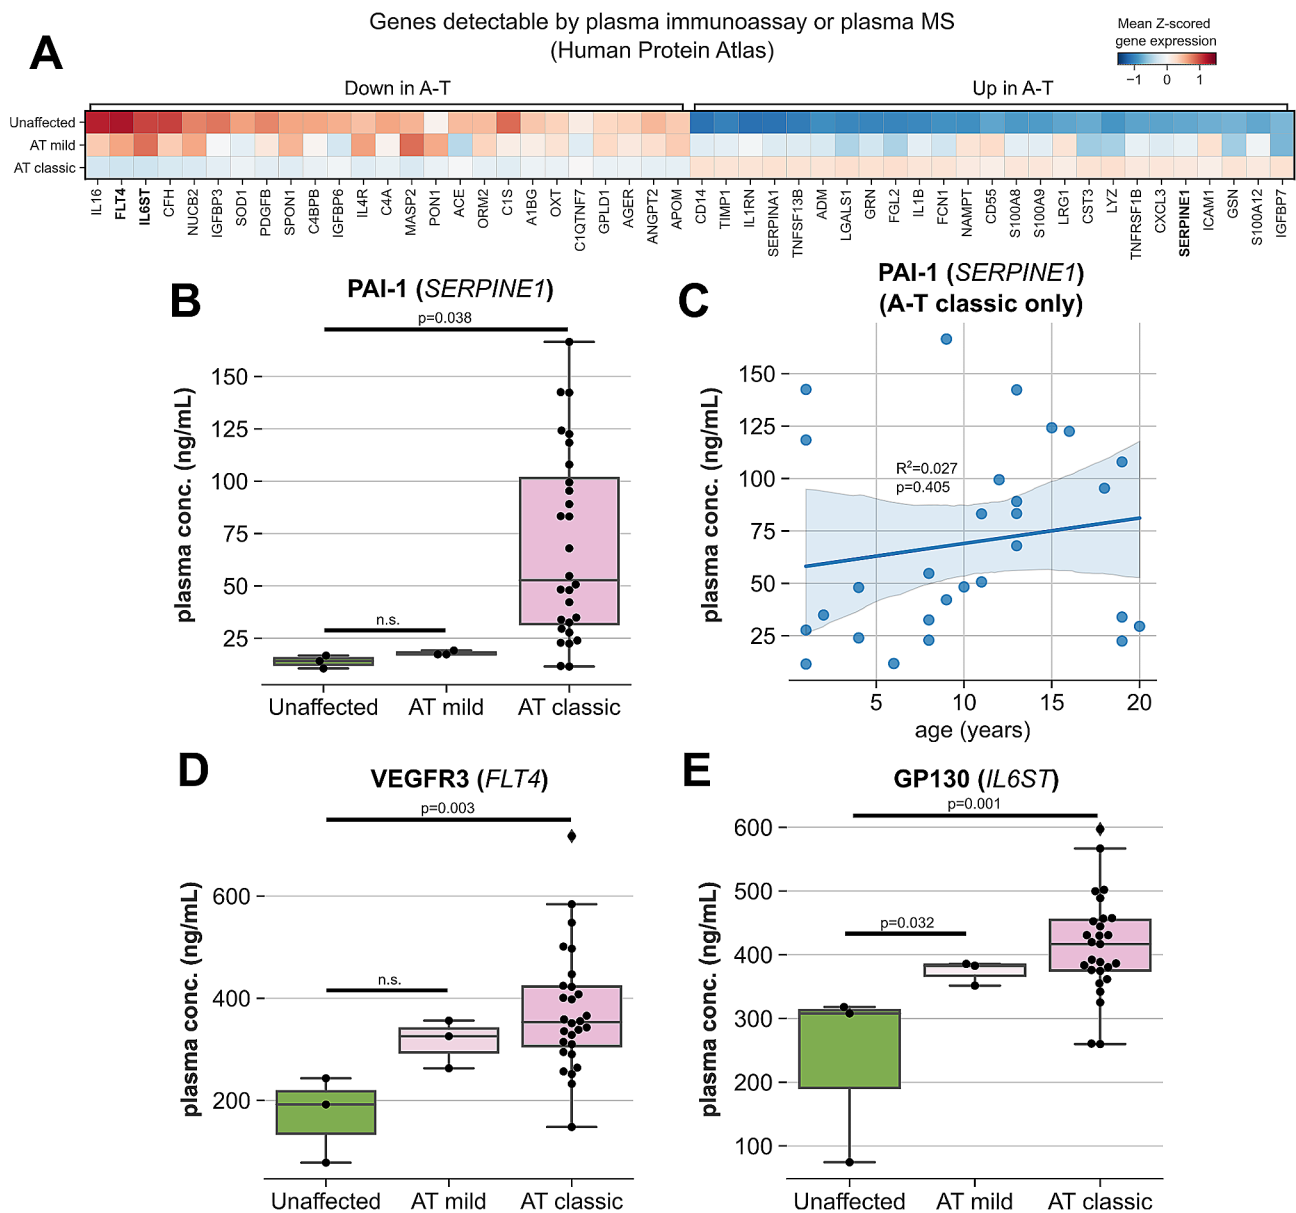 Genes detectable by plasma immunoassay or plasma MS
(Human Protein Atlas)
Mean Z-scored
gene expression
−1 0 1
A
Down in A-T
Up in A-T
Unaffected
AT mild
AT classic
IL16 FLT4 IL6ST CFH NUCB2 IGFBP3 SOD1 PDGFB SPON1 C4BPB IGFBP6 IL4R C4A MASP2 PON1 ACE ORM2 C1S A1BG OXT C1QTNF7 GPLD1 AGER ANGPT2 APOM CD14 TIMP1 IL1RN SERPINA1 TNFSF13B ADM LGALS1 GRN FGL2 IL1B FCN1 NAMPT CD55 S100A8 S100A9 LRG1 CST3 LYZ TNFRSF1B CXCL3 SERPINE1 ICAM1 GSN S100A12 IGFBP7
B
PAI-1 (SERPINE1)
p=0.038
n.s.
plasma conc. (ng/mL)
150
125
100
75
50
25
Unaffected AT mild AT classic
C
PAI-1 (SERPINE1)
(A-T classic only)
R²=0.027
p=0.405
plasma conc. (ng/mL)
150
125
100
75
50
25
5 10 15 20
age (years)
D
VEGFR3 (FLT4)
p=0.003
n.s.
plasma conc. (ng/mL)
600
400
200
Unaffected AT mild AT classic
E
GP130 (IL6ST)
p=0.001
p=0.032
plasma conc. (ng/mL)
600
500
400
300
200
100
Unaffected AT mild AT classic